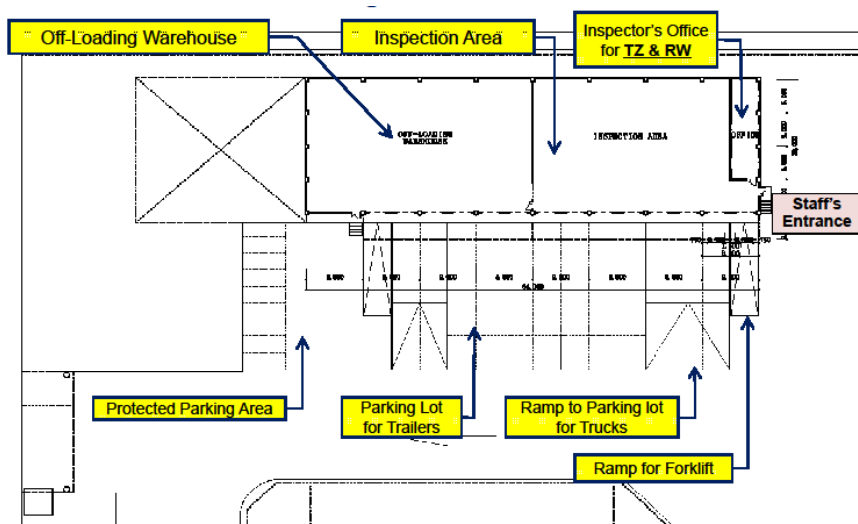 Off-Loading Warehouse
Inspection Area
Inspector's Office
for TZ & RW
OFF-LOADING
WAREHOUSE
INSPECTION AREA
OFFICE
Staff's
Entrance
Protected Parking Area
Parking Lot
for Trailers
Ramp to Parking lot
for Trucks
Ramp for Forklift